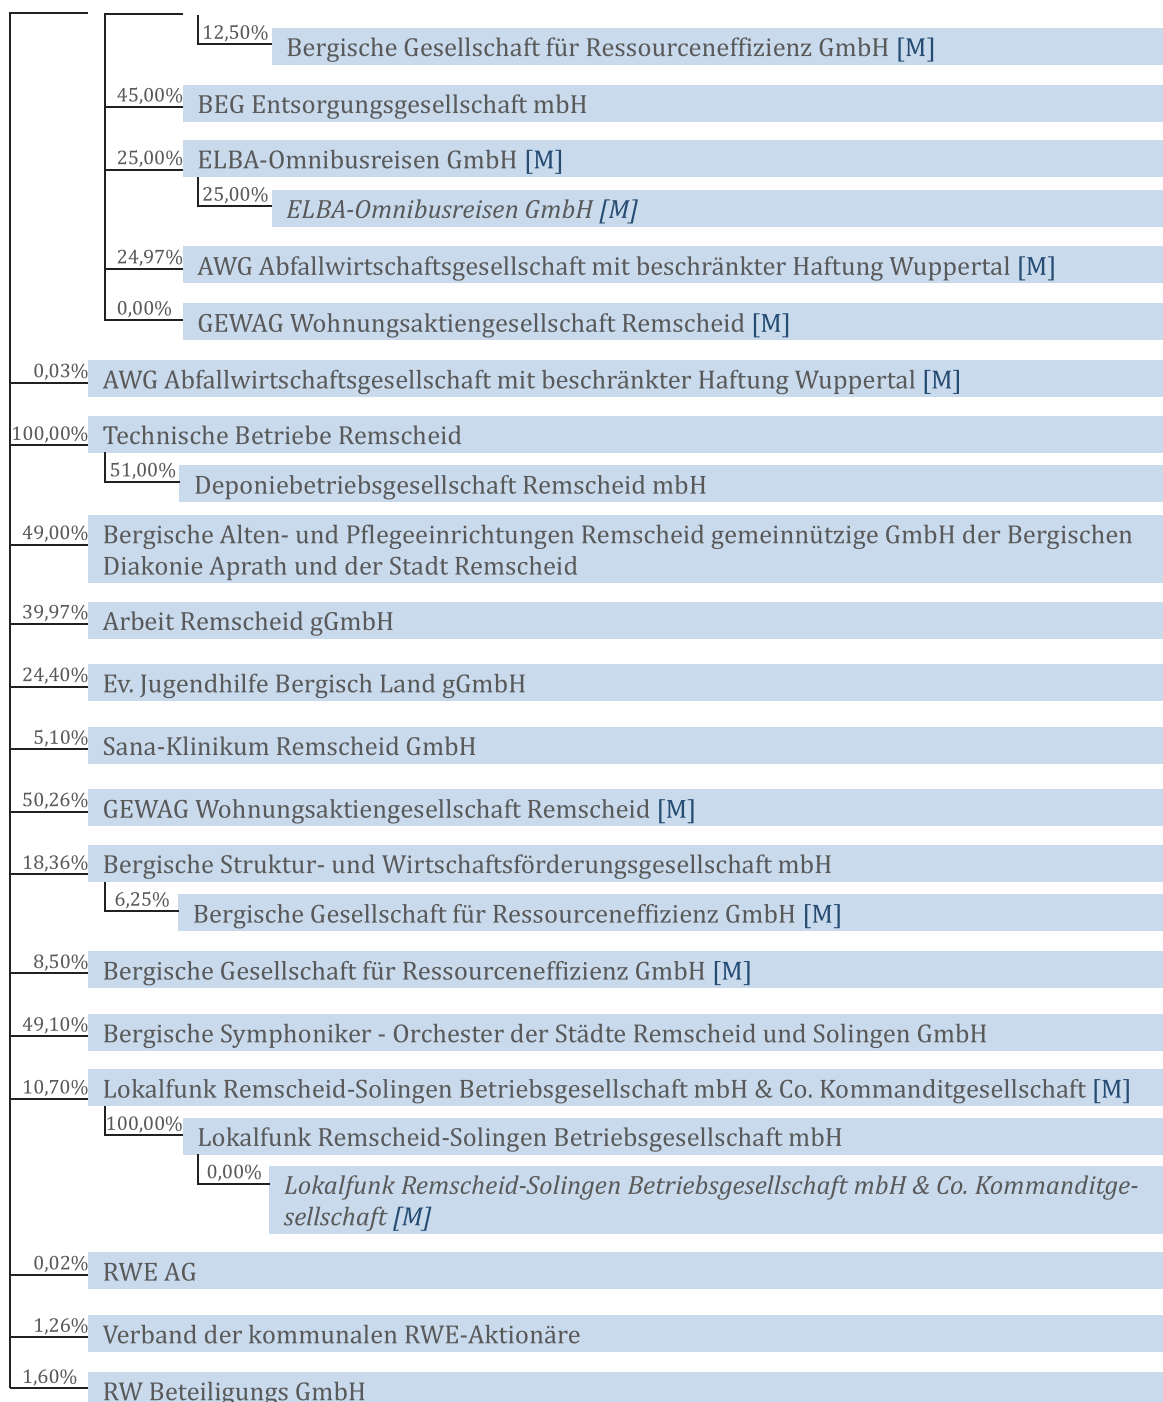 12,50%
Bergische Gesellschaft für Ressourceneffizienz GmbH [M]
45,00%
BEG Entsorgungsgesellschaft mbH
25,00%
ELBA-Omnibusreisen GmbH [M]
25,00%
ELBA-Omnibusreisen GmbH [M]
24,97%
AWG Abfallwirtschaftsgesellschaft mit beschränkter Haftung Wuppertal [M]
0,00%
GEWAG Wohnungsaktiengesellschaft Remscheid [M]
0,03%
AWG Abfallwirtschaftsgesellschaft mit beschränkter Haftung Wuppertal [M]
100,00%
Technische Betriebe Remscheid
51,00%
Deponiebetriebsgesellschaft Remscheid mbH
49,00%
Bergische Alten- und Pflegeeinrichtungen Remscheid gemeinnützige GmbH der Bergischen
Diakonie Aprath und der Stadt Remscheid
39,97%
Arbeit Remscheid gGmbH
24,40%
Ev. Jugendhilfe Bergisch Land gGmbH
5,10%
Sana-Klinikum Remscheid GmbH
50,26%
GEWAG Wohnungsaktiengesellschaft Remscheid [M]
18,36%
Bergische Struktur- und Wirtschaftsförderungsgesellschaft mbH
6,25%
Bergische Gesellschaft für Ressourceneffizienz GmbH [M]
8,50%
Bergische Gesellschaft für Ressourceneffizienz GmbH [M]
49,10%
Bergische Symphoniker - Orchester der Städte Remscheid und Solingen GmbH
10,70%
Lokalfunk Remscheid-Solingen Betriebsgesellschaft mbH & Co. Kommanditgesellschaft [M]
100,00%
Lokalfunk Remscheid-Solingen Betriebsgesellschaft mbH
0,00%
Lokalfunk Remscheid-Solingen Betriebsgesellschaft mbH & Co. Kommanditge-
sellschaft [M]
0,02%
RWE AG
1,26%
Verband der kommunalen RWE-Aktionäre
1,60%
RW Beteiligungs GmbH